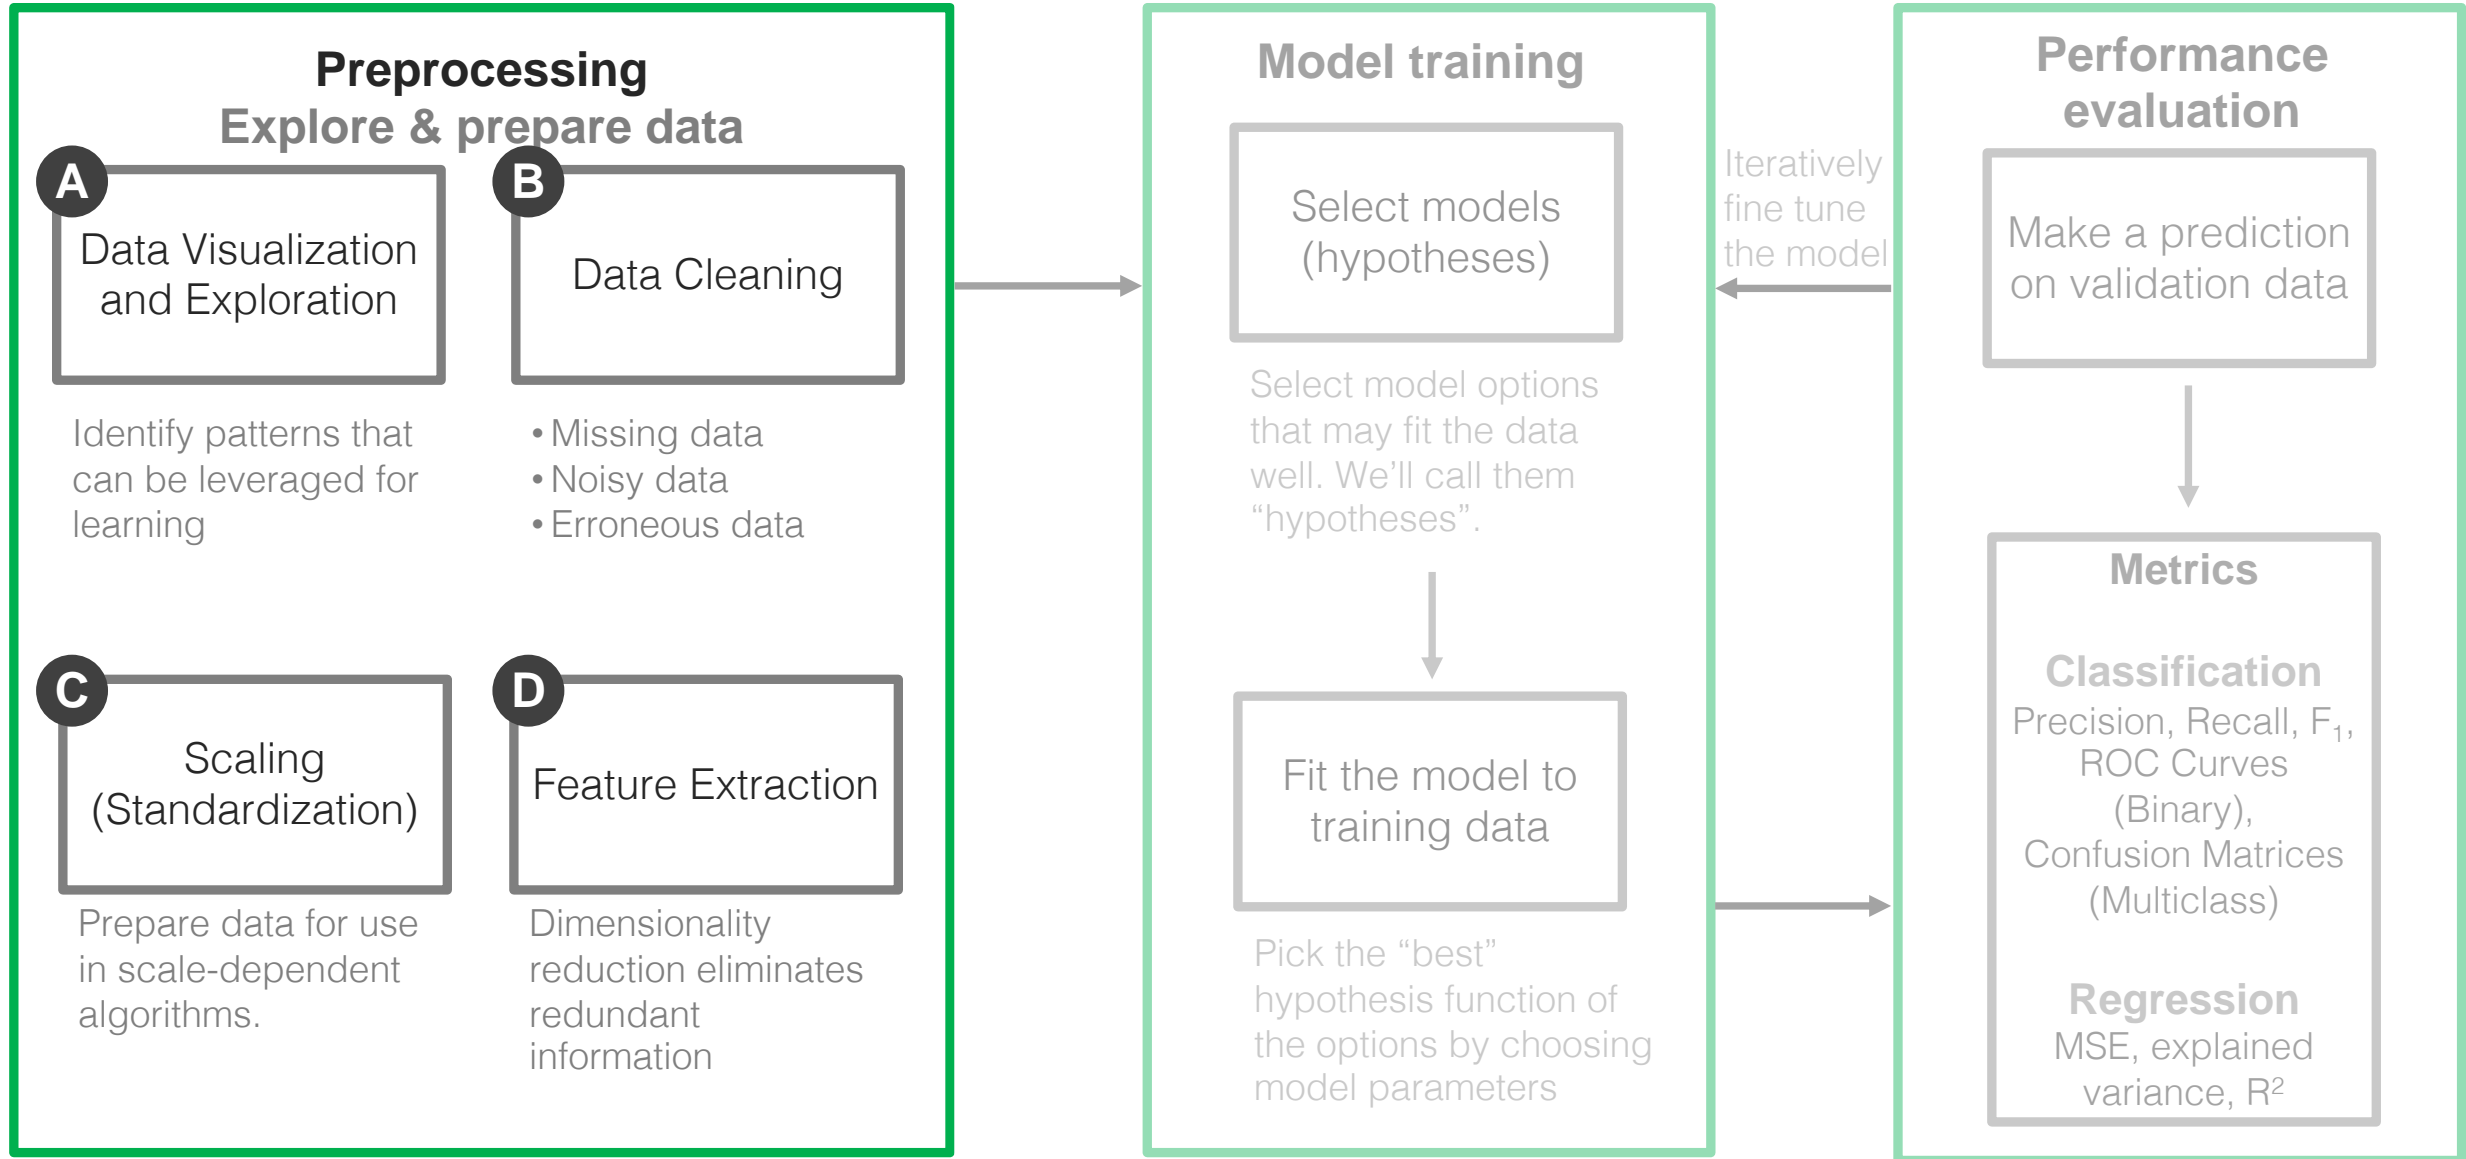 Preprocessing
Explore & prepare data
A
Data Visualization
and Exploration
Identify patterns that
can be leveraged for
learning
B
Data Cleaning
• Missing data
• Noisy data
• Erroneous data
C
Scaling
(Standardization)
Prepare data for use
in scale-dependent
algorithms.
D
Feature Extraction
Dimensionality
reduction eliminates
redundant
information
Model training
Select models
(hypotheses)
Select model options
that may fit the data
well. We’ll call them
“hypotheses”.
Fit the model to
training data
Pick the “best”
hypothesis function of
the options by choosing
model parameters
Iteratively
fine tune
the model
Performance
evaluation
Make a prediction
on validation data
Metrics
Classification
Precision, Recall, F₁,
ROC Curves
(Binary),
Confusion Matrices
(Multiclass)
Regression
MSE, explained
variance, R²